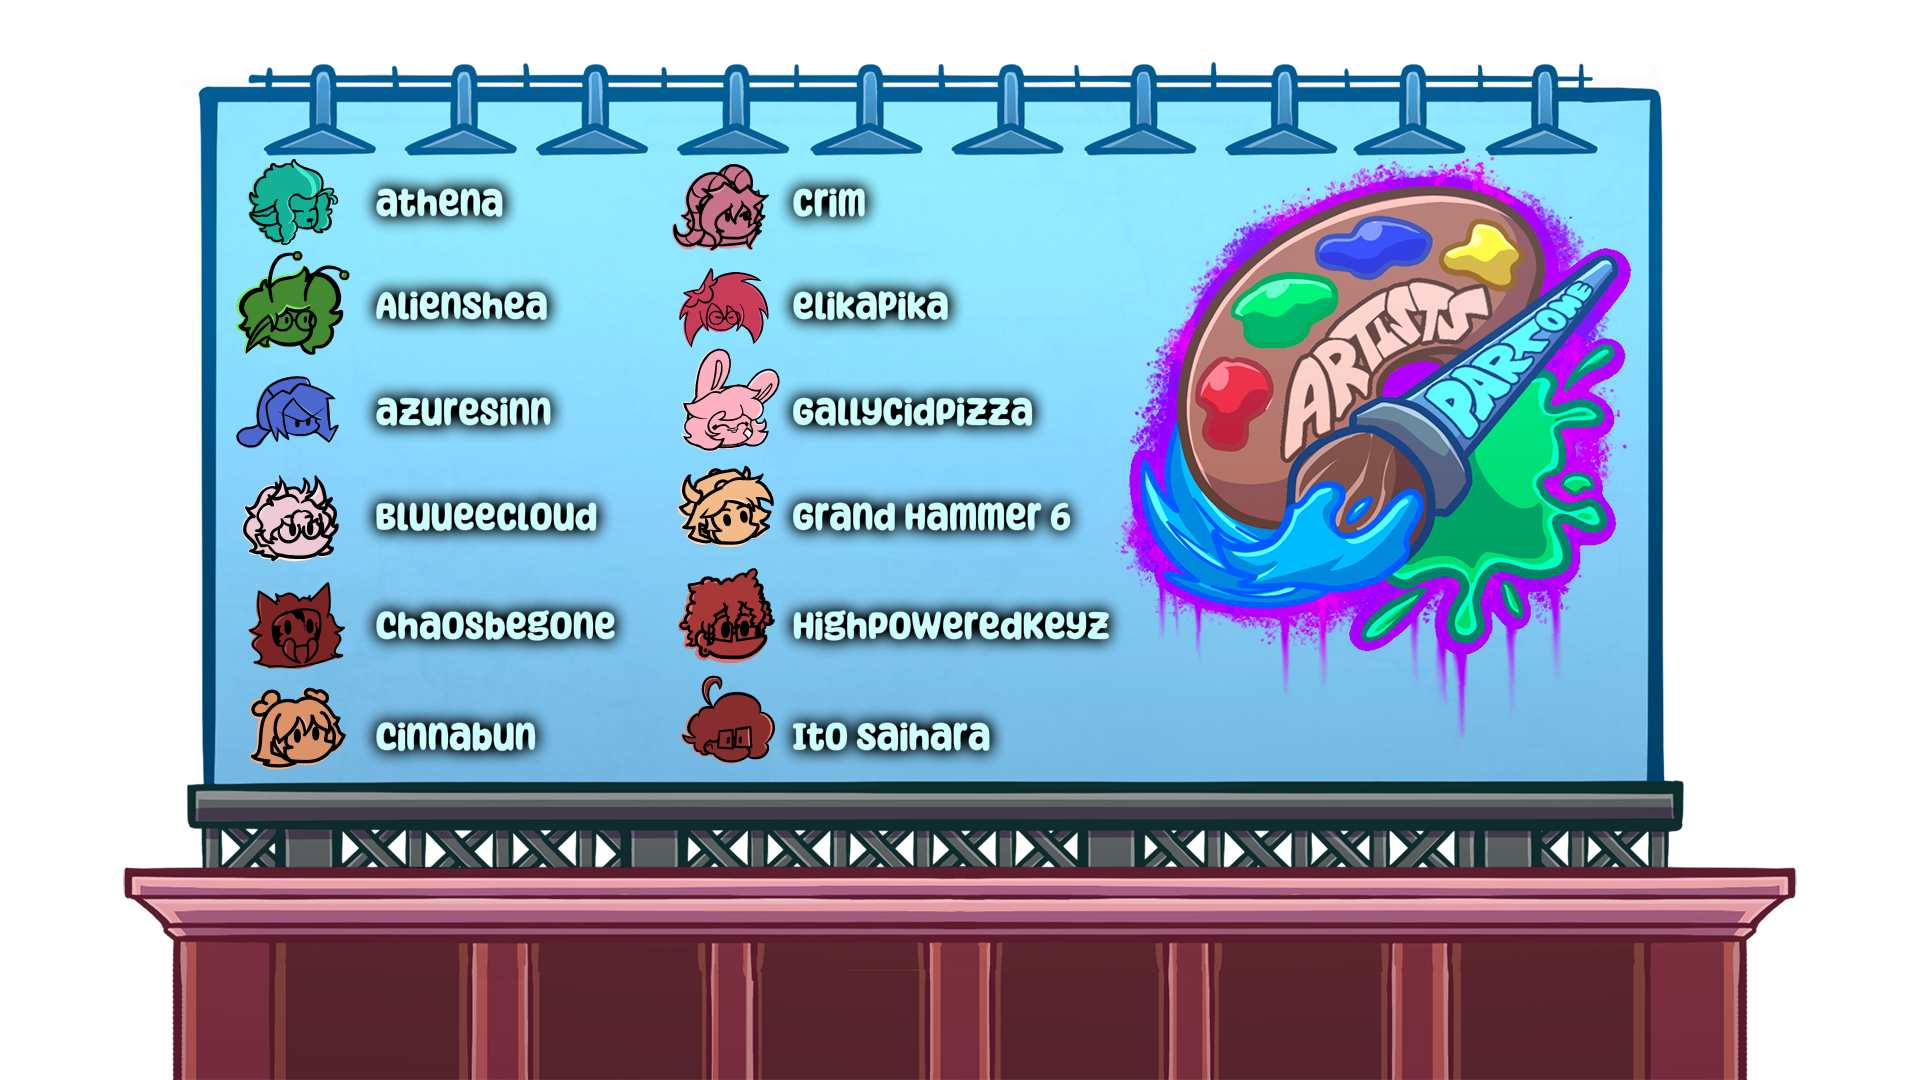 athena
Alienshea
azuresinn
Bluueecloud
Chaosbegone
Cinnabun
Crim
elikapika
Gallycidpizza
Grand Hammer 6
HighPoweredKeyz
Ito Saihara
ARTISTS
PART ONE